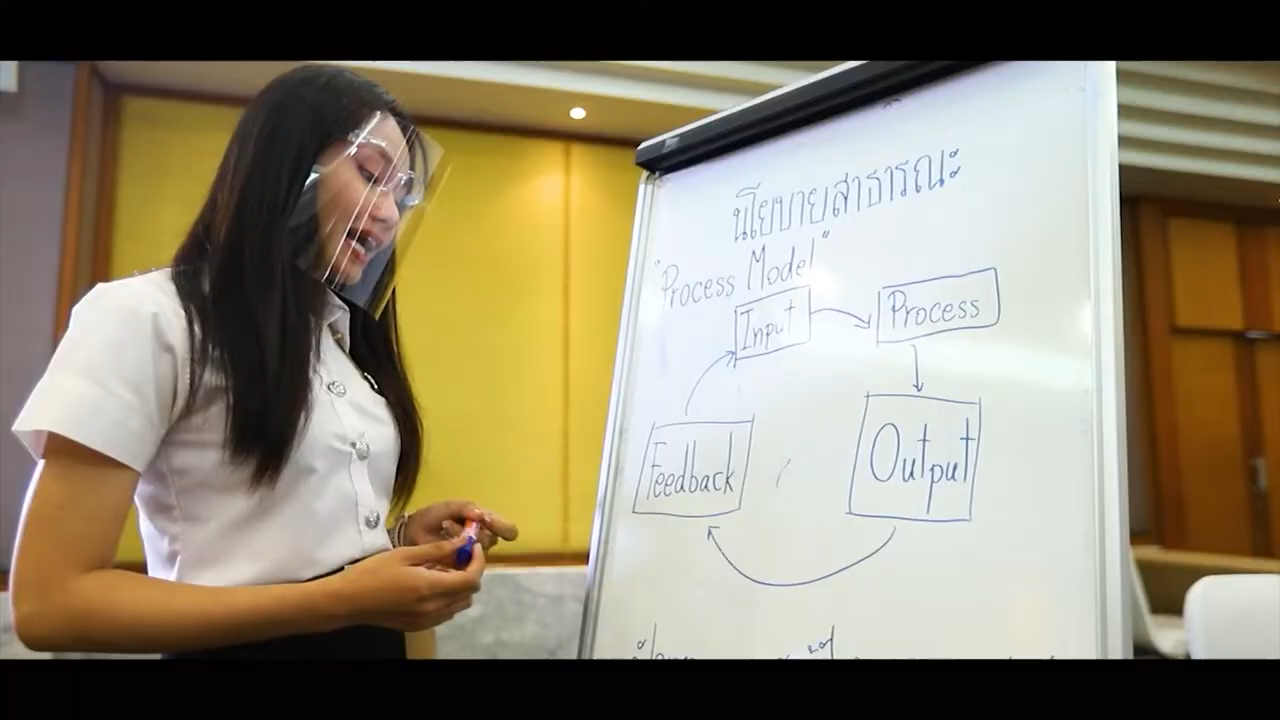 นโยบายสาธารณะ
"Process Model"
Input
Process
Feedback
Output